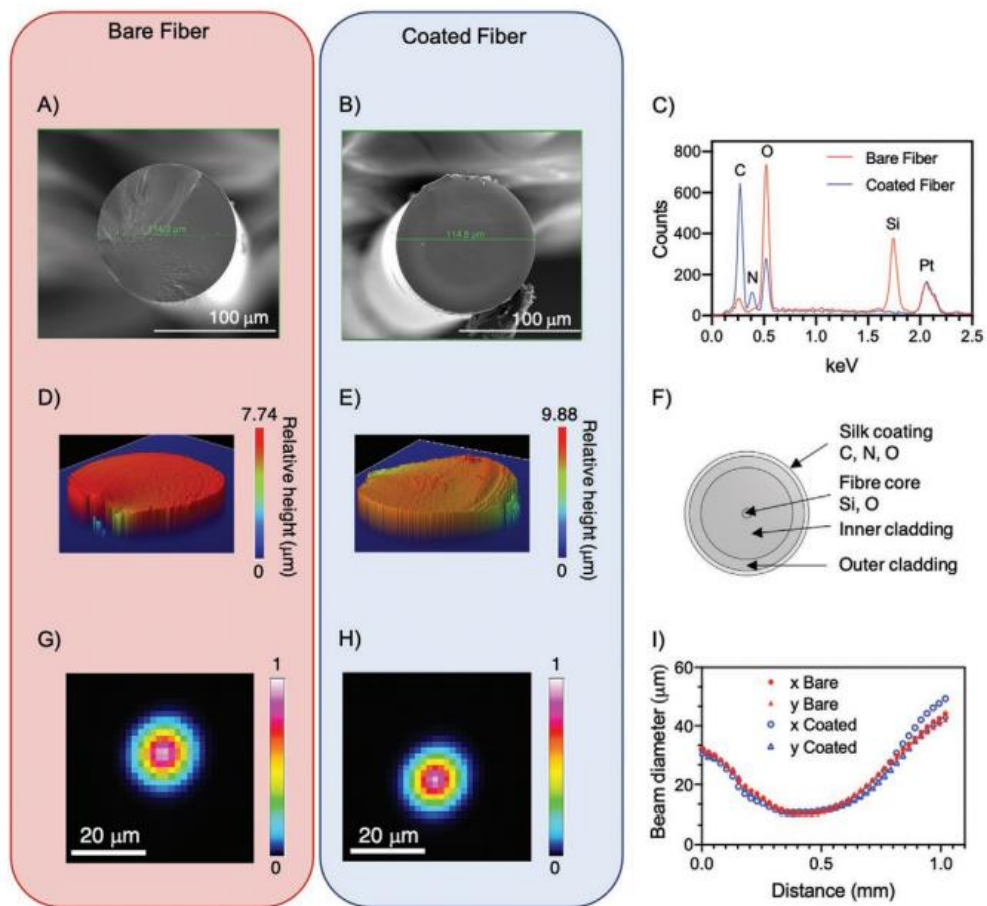 Bare Fiber
Coated Fiber
A)
114.3 µm
100 µm
B)
114.5 µm
100 µm
C)
800
600
400
200
0
Counts
C
N
O
Si
Pt
Bare Fiber
Coated Fiber
0.0 0.5 1.0 1.5 2.0 2.5
keV
D)
7.74
Relative height (µm)
0
E)
9.88
Relative height (µm)
0
F)
Silk coating
C, N, O
Fibre core
Si, O
Inner cladding
Outer cladding
G)
1
20 µm
0
H)
1
20 µm
0
I)
60
40
20
0
Beam diameter (µm)
x Bare
y Bare
x Coated
y Coated
0.0 0.5 1.0
Distance (mm)